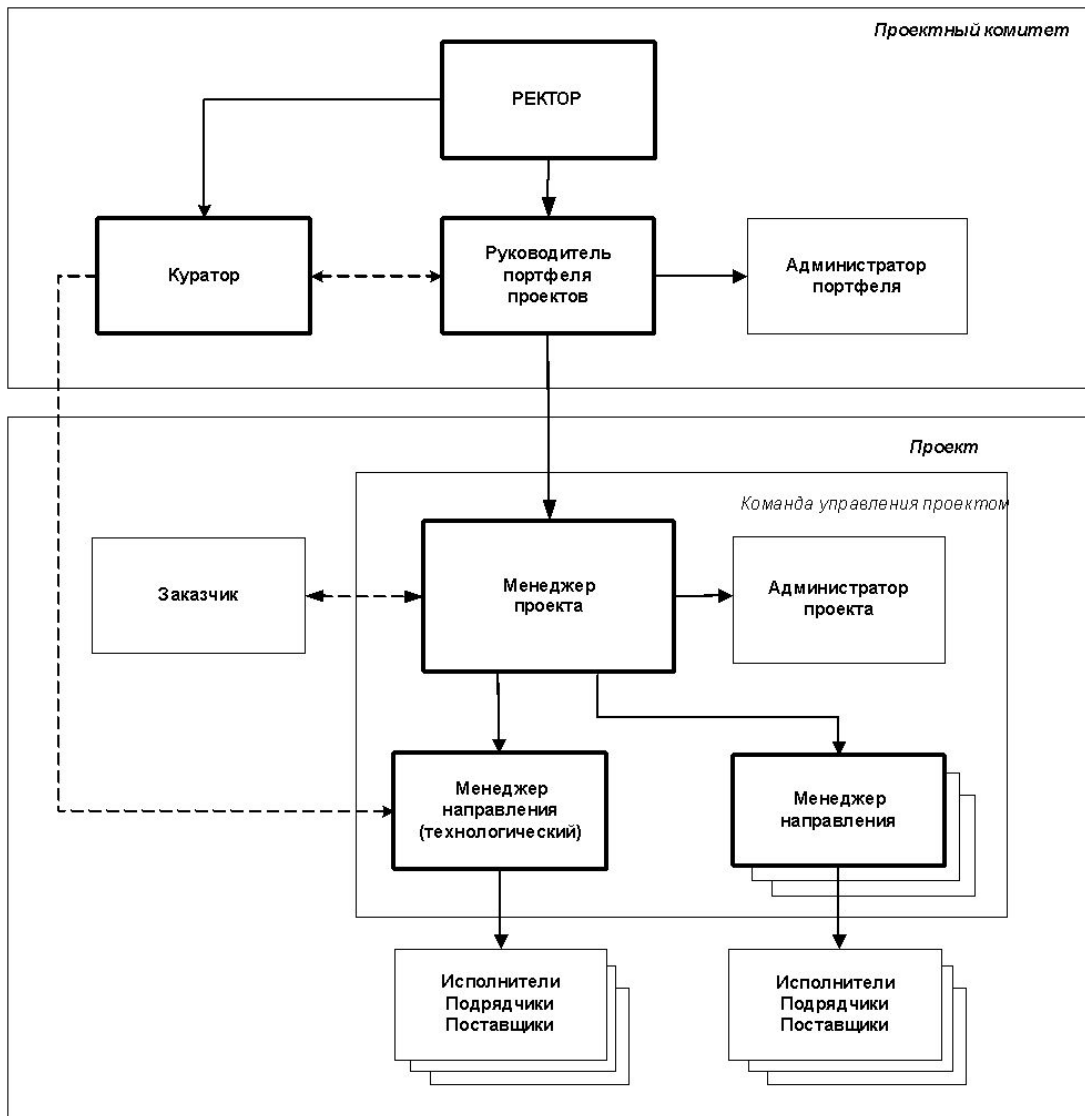 Проектный комитет
РЕКТОР
Куратор
Руководитель
портфеля
проектов
Администратор
портфеля
Проект
Команда управления проектом
Заказчик
Менеджер
проекта
Администратор
проекта
Менеджер
направления
(технологический)
Менеджер
направления
Исполнители
Подрядчики
Поставщики
Исполнители
Подрядчики
Поставщики